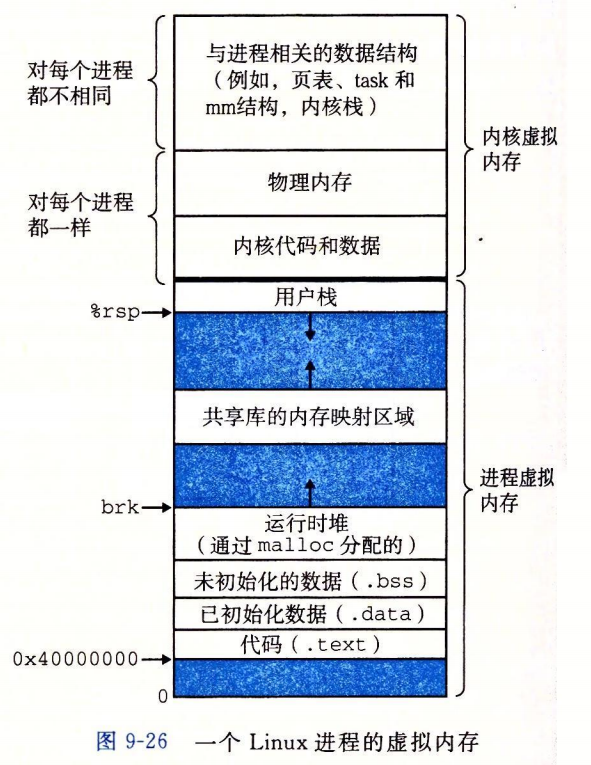 与进程相关的数据结构
（例如，页表、task 和
mm结构，内核栈）
对每个进程
都不相同
内核虚拟
内存
物理内存
对每个进程
都一样
内核代码和数据
用户栈
%rsp
共享库的内存映射区域
进程虚拟
内存
brk
运行时堆
（通过 malloc 分配的）
未初始化的数据（.bss）
已初始化数据（.data）
代码（.text）
0x40000000
0
图 9-26 一个 Linux 进程的虚拟内存